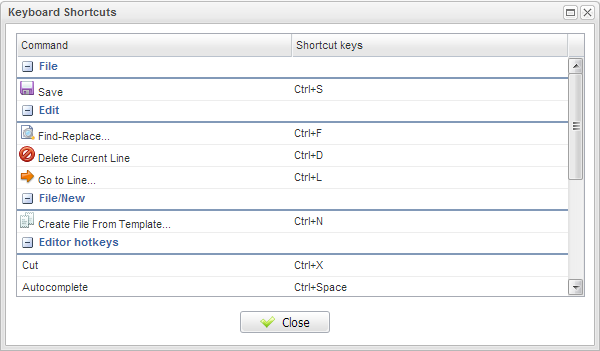 Keyboard Shortcuts
Command Shortcut keys
File
Save Ctrl+S
Edit
Find-Replace... Ctrl+F
Delete Current Line Ctrl+D
Go to Line... Ctrl+L
File/New
Create File From Template... Ctrl+N
Editor hotkeys
Cut Ctrl+X
Autocomplete Ctrl+Space
Close